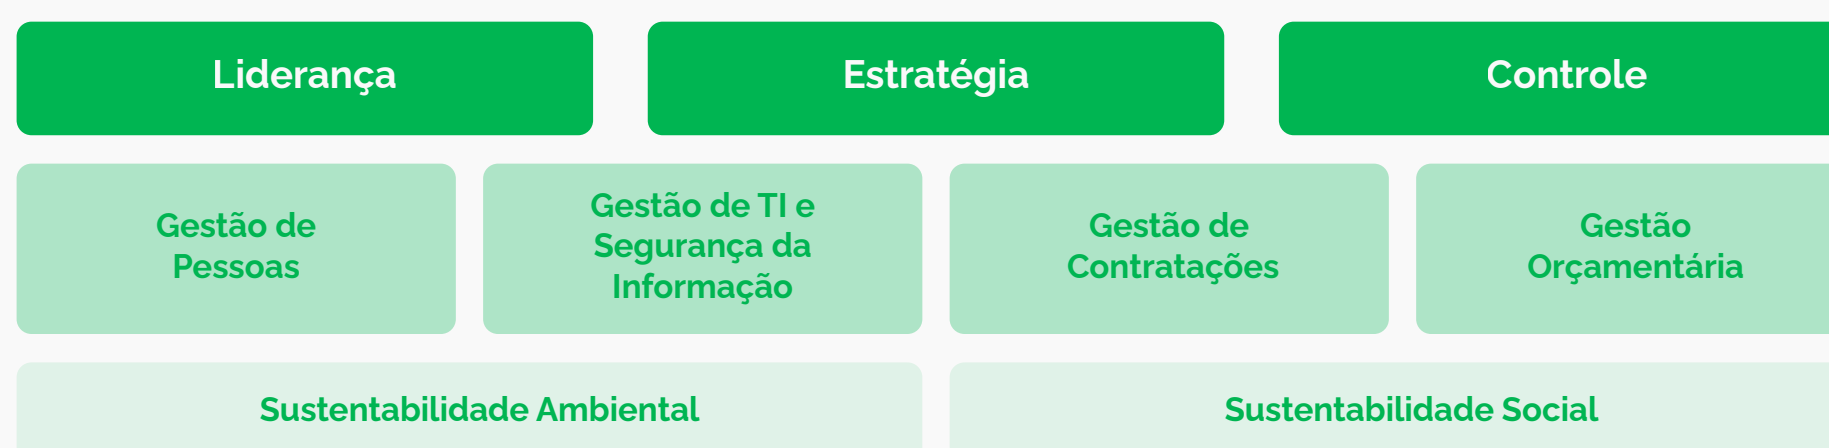 Liderança
Estratégia
Controle
Gestão de
Pessoas
Gestão de TI e
Segurança da
Informação
Gestão de
Contratações
Gestão
Orçamentária
Sustentabilidade Ambiental
Sustentabilidade Social